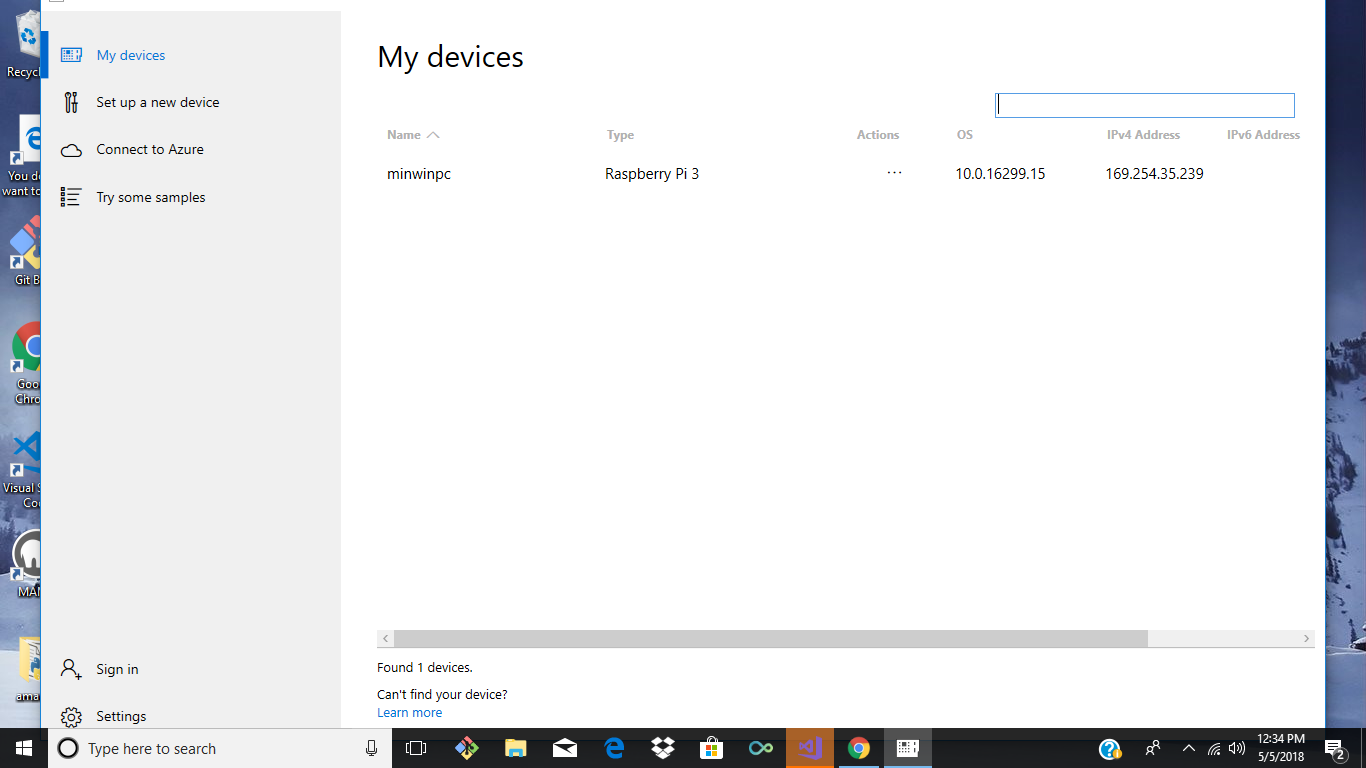 My devices
Set up a new device
Connect to Azure
Try some samples
Sign in
Settings
My devices
Name Type Actions OS IPv4 Address IPv6 Address
minwinpc Raspberry Pi 3 ... 10.0.16299.15 169.254.35.239
Found 1 devices.
Can't find your device?
Learn more
Recycl
You d
want to
Git B
Goo
Chro
Visual S
Co
MA
ama
Type here to search
12:34 PM
5/5/2018
2